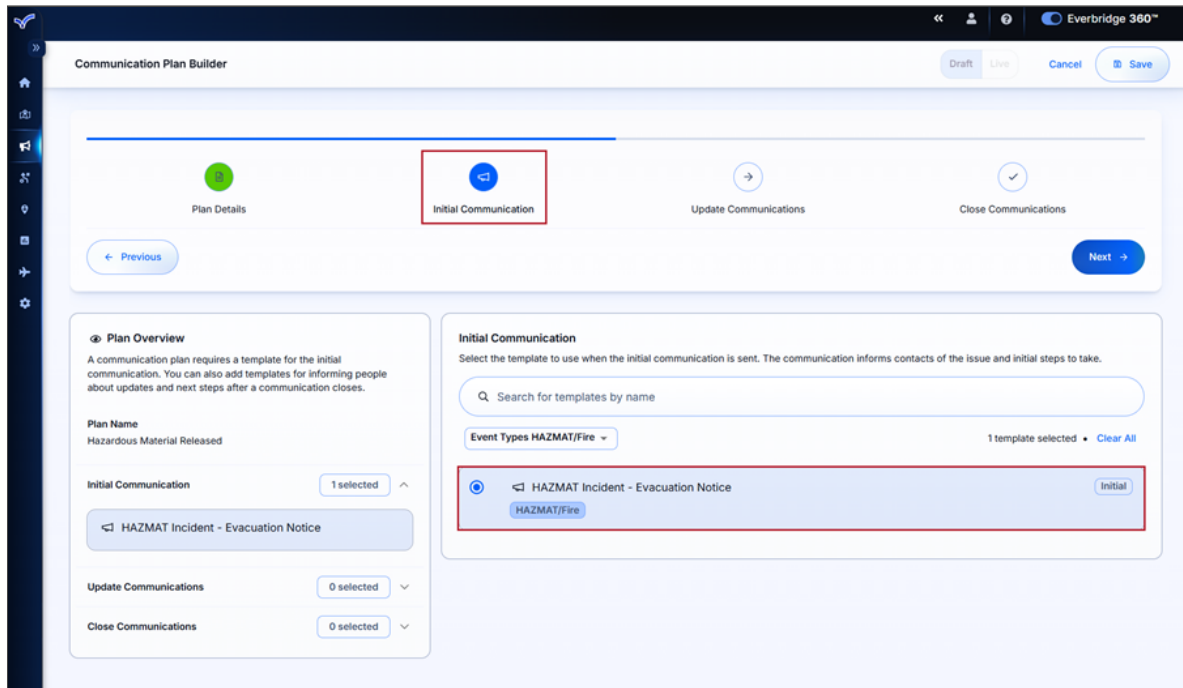 Everbridge 360™
Communication Plan Builder
Draft
Live
Cancel
Save
Plan Details
Initial Communication
Update Communications
Close Communications
Previous
Next
Plan Overview
A communication plan requires a template for the initial
communication. You can also add templates for informing people
about updates and next steps after a communication closes.
Plan Name
Hazardous Material Released
Initial Communication
1 selected
HAZMAT Incident - Evacuation Notice
Update Communications
0 selected
Close Communications
0 selected
Initial Communication
Select the template to use when the initial communication is sent. The communication informs contacts of the issue and initial steps to take.
Search for templates by name
Event Types HAZMAT/Fire
1 template selected • Clear All
HAZMAT Incident - Evacuation Notice
Initial
HAZMAT/Fire